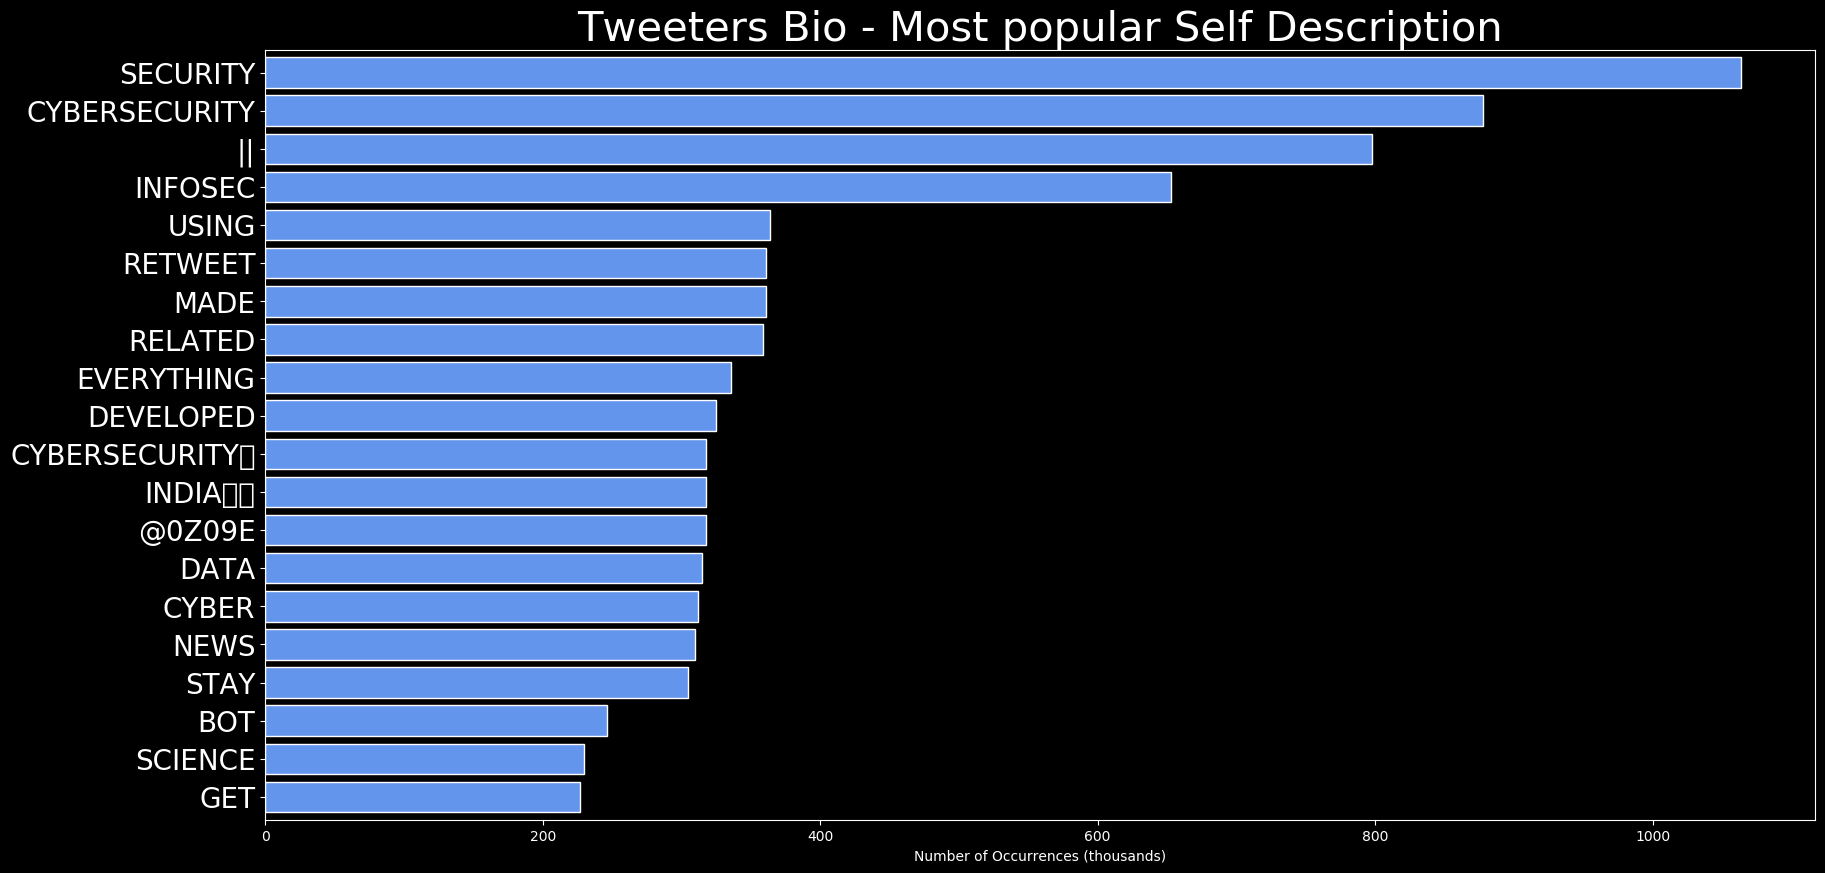 Tweeters Bio - Most popular Self Description
SECURITY
CYBERSECURITY
||
INFOSEC
USING
RETWEET
MADE
RELATED
EVERYTHING
DEVELOPED
CYBERSECURITY▯
INDIA▯▯
@0Z09E
DATA
CYBER
NEWS
STAY
BOT
SCIENCE
GET
0 200 400 600 800 1000
Number of Occurrences (thousands)